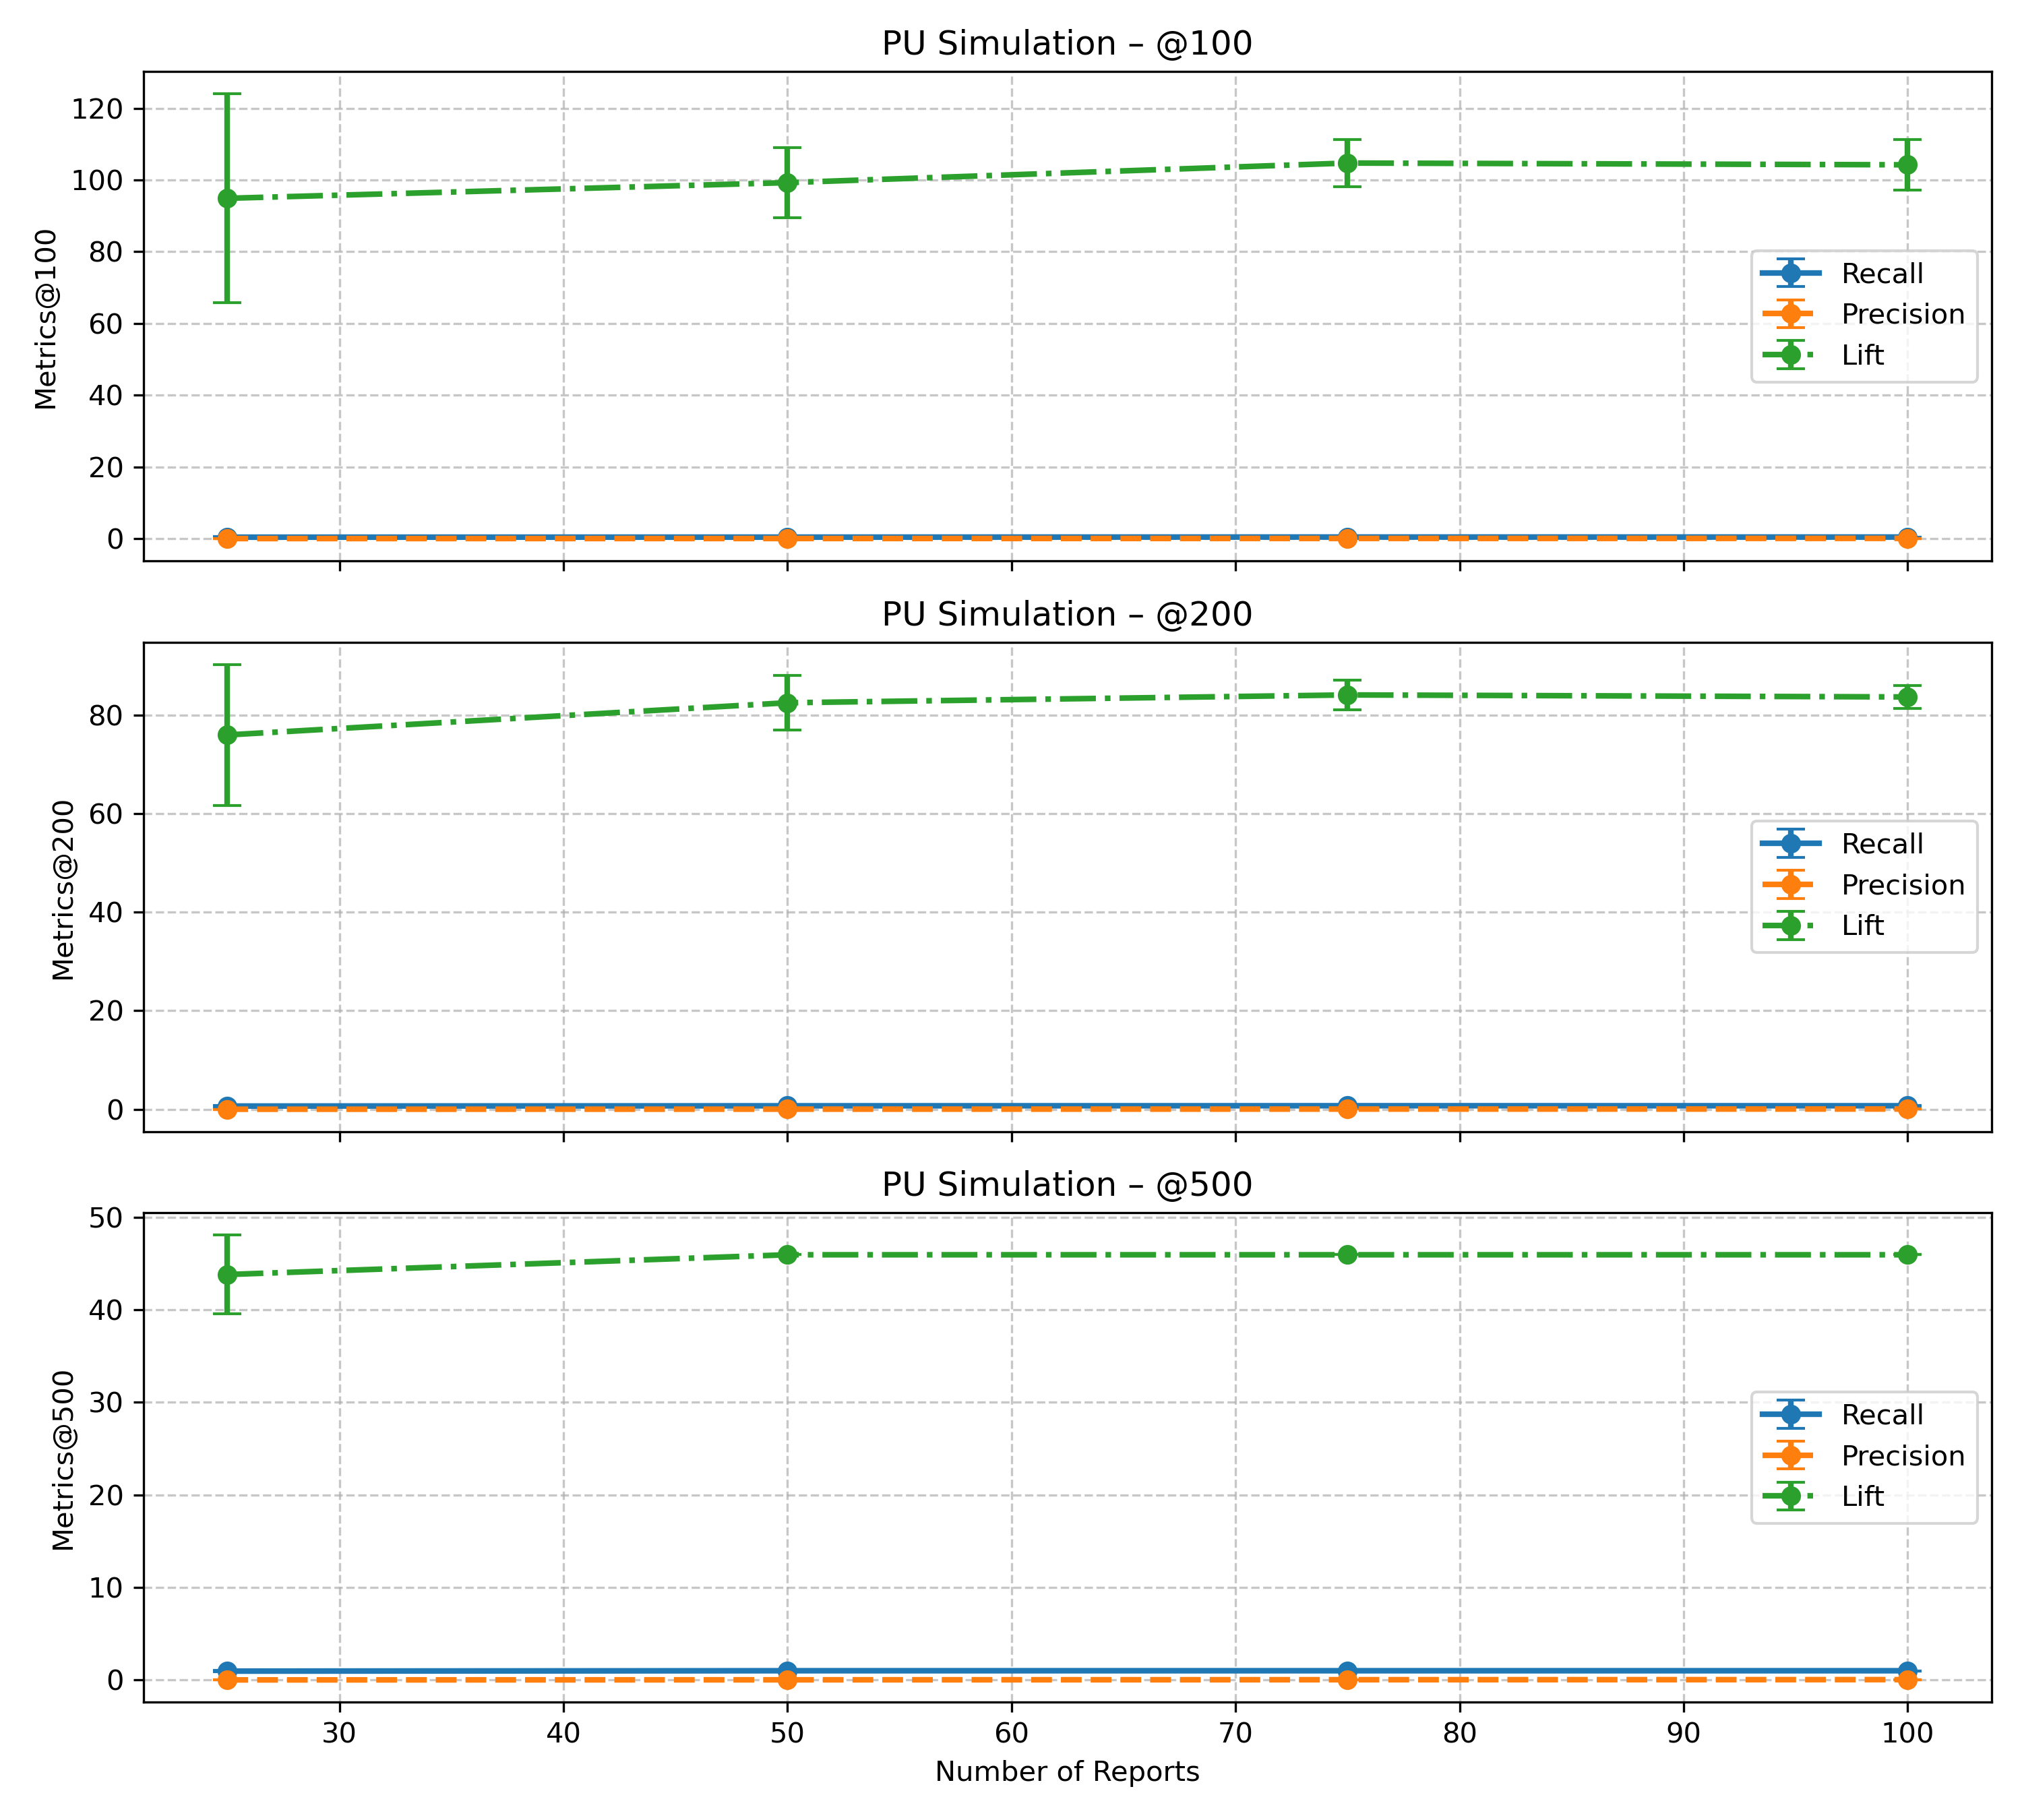 PU Simulation – @100
Metrics@100
120
100
80
60
40
20
0
Recall
Precision
Lift
PU Simulation – @200
Metrics@200
80
60
40
20
0
Recall
Precision
Lift
PU Simulation – @500
Metrics@500
50
40
30
20
10
0
Recall
Precision
Lift
30 40 50 60 70 80 90 100
Number of Reports